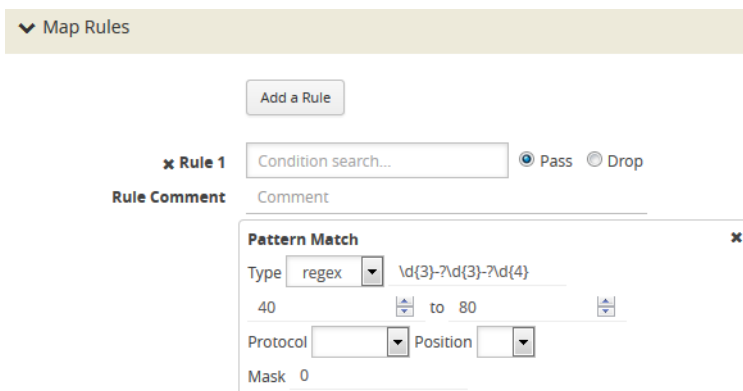 Map Rules
Add a Rule
Rule 1 Condition search... Pass Drop
Rule Comment Comment
Pattern Match
Type regex \d{3}-?\d{3}-?\d{4}
40 to 80
Protocol Position
Mask 0